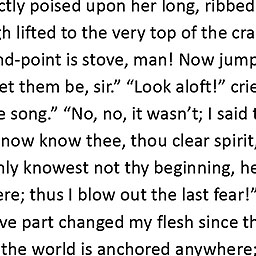 ctly poised upon her long, ribbed
h lifted to the very top of the cra
d-point is stove, man! Now jump
et them be, sir.” “Look aloft!” crie
e song.” “No, no, it wasn’t; I said t
now know thee, thou clear spirit,
ly knowest not thy beginning, he
ere; thus I blow out the last fear!”
ve part changed my flesh since th
the world is anchored anywhere;